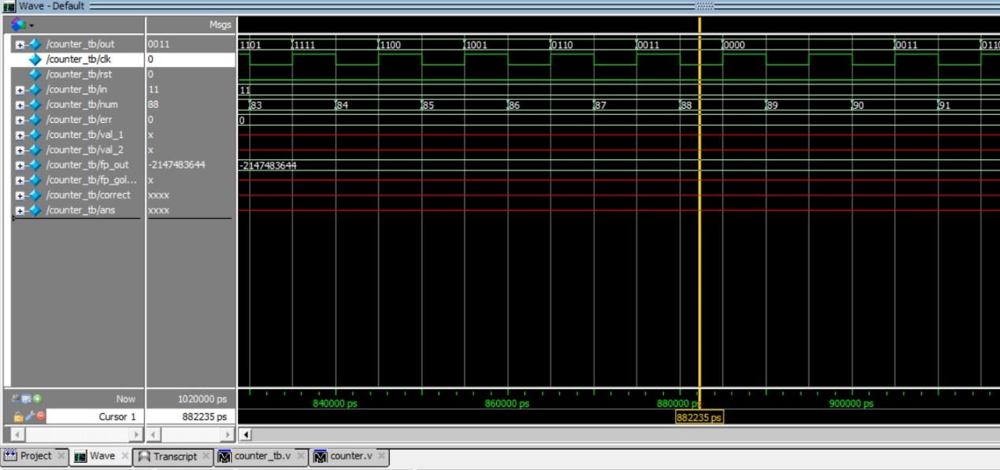 Wave - Default
Msgs
/counter_tb/out 0011 1101 1111 1100 1001 0110 0011 0000 0011 0110
/counter_tb/clk 0
/counter_tb/rst 0
/counter_tb/in 11 11
/counter_tb/num 88 83 84 85 86 87 88 89 90 91
/counter_tb/err 0 0
/counter_tb/val_1 x
/counter_tb/val_2 x
/counter_tb/fp_out -2147483644 -2147483644
/counter_tb/fp_gol... x
/counter_tb/correct xxxx
/counter_tb/ans xxxx
Now 1020000 ps 840000 ps 860000 ps 880000 ps 900000 ps
Cursor 1 882235 ps 882235 ps
Project Wave Transcript counter_tb.v counter.v